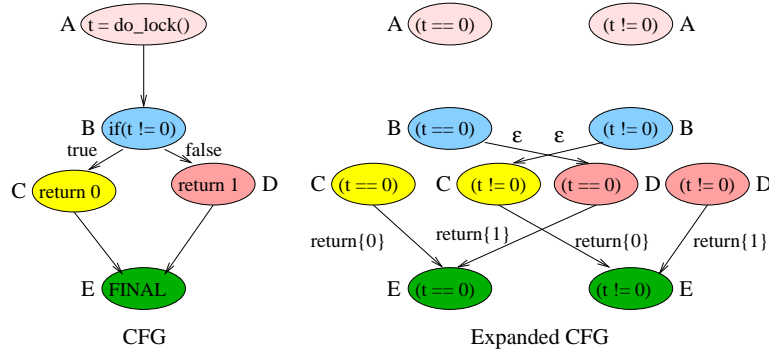 A t = do_lock() A (t == 0) (t != 0) A
B if(t != 0) B (t == 0) ε ε (t != 0) B
true false
C return 0 return 1 D C (t == 0) C (t != 0) (t == 0) D (t != 0) D
return{0} return{1} return{0} return{1}
E FINAL E (t == 0) (t != 0) E
CFG Expanded CFG